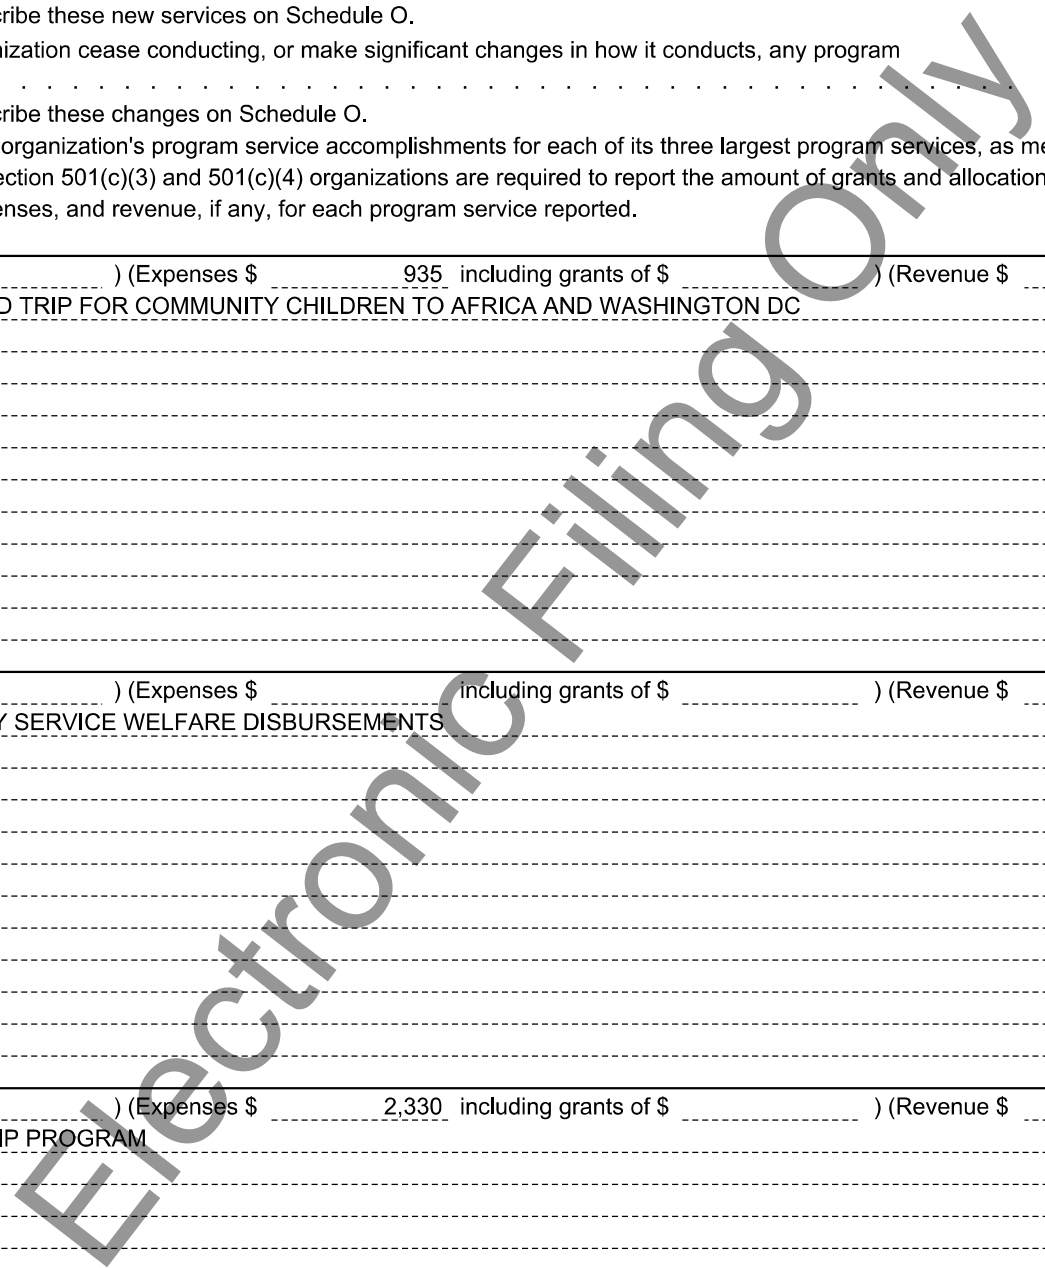 cribe these new services on Schedule O.
nization cease conducting, or make significant changes in how it conducts, any program
. . . . . . . . . . . . . . . . . . . . . . . . . . . . . . . . . . . . . . . . .
cribe these changes on Schedule O.
organization's program service accomplishments for each of its three largest program services, as me
ection 501(c)(3) and 501(c)(4) organizations are required to report the amount of grants and allocation
enses, and revenue, if any, for each program service reported.
) (Expenses $ 935 including grants of $ ) (Revenue $
D TRIP FOR COMMUNITY CHILDREN TO AFRICA AND WASHINGTON DC
) (Expenses $ including grants of $ ) (Revenue $
Y SERVICE WELFARE DISBURSEMENTS
) (Expenses $ 2,330 including grants of $ ) (Revenue $
IP PROGRAM
Electronic Filing Only